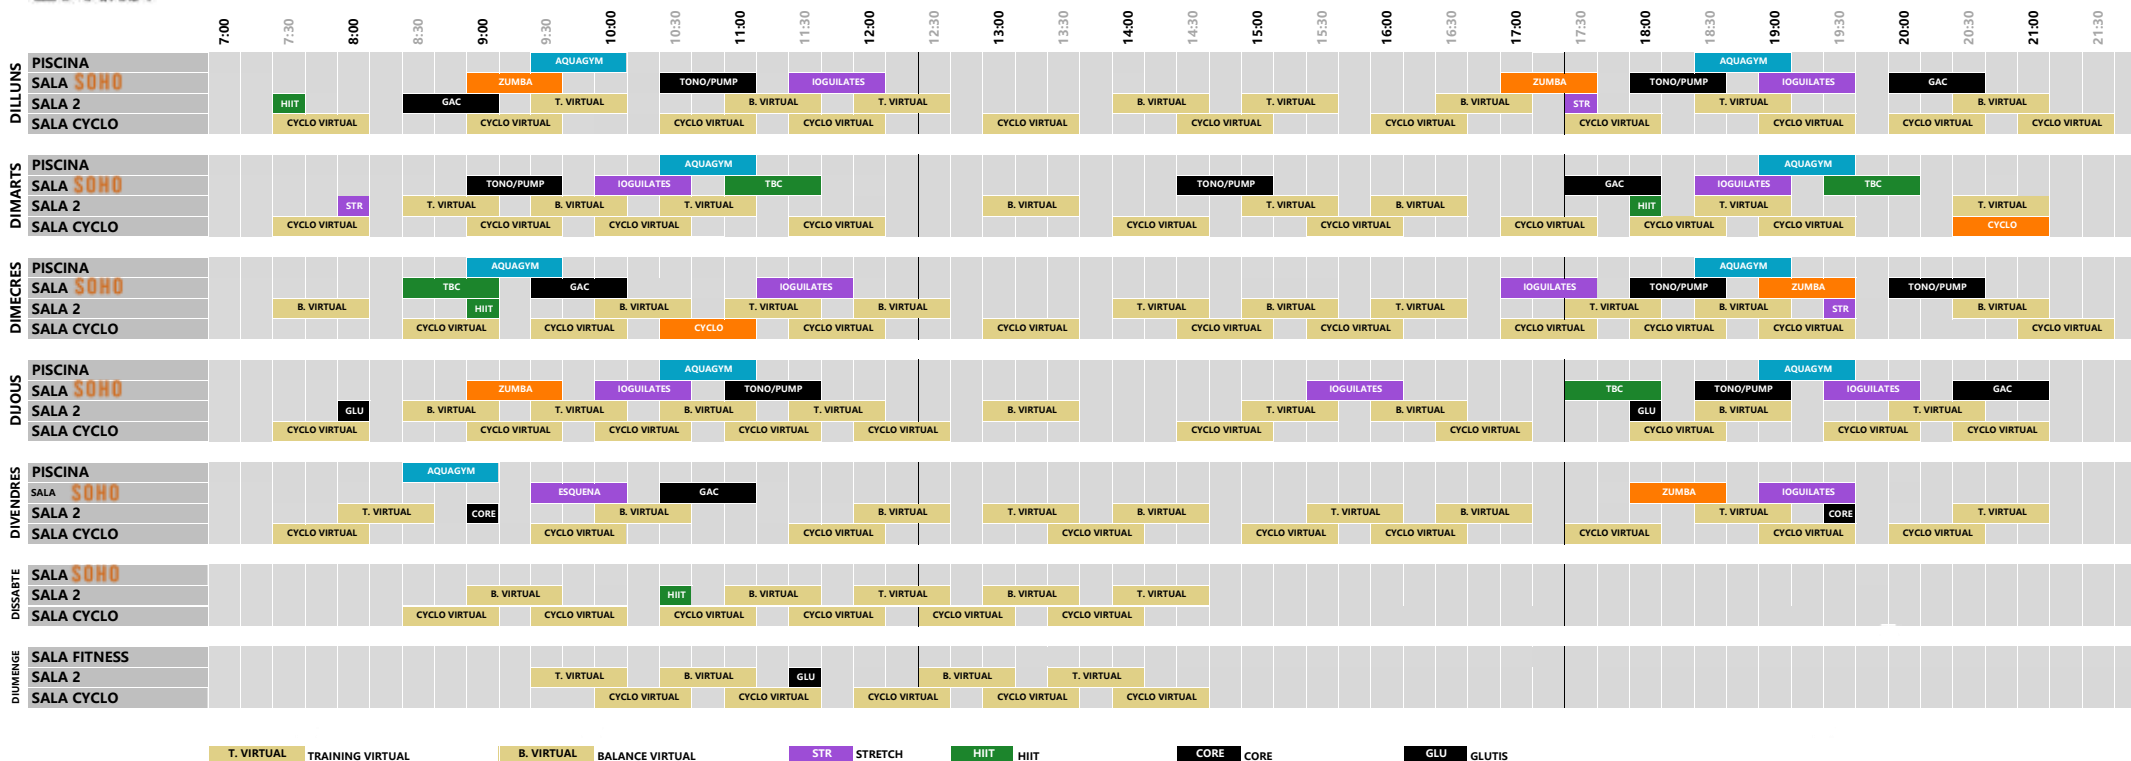 7:00 7:30 8:00 8:30 9:00 9:30 10:00 10:30 11:00 11:30 12:00 12:30 13:00 13:30 14:00 14:30 15:00 15:30 16:00 16:30 17:00 17:30 18:00 18:30 19:00 19:30 20:00 20:30 21:00 21:30
DILLUNS
PISCINA AQUAGYM AQUAGYM
SALA SOHO ZUMBA TONO/PUMP IOGUILATES ZUMBA TONO/PUMP IOGUILATES GAC
SALA 2 HIIT GAC T. VIRTUAL B. VIRTUAL T. VIRTUAL B. VIRTUAL T. VIRTUAL B. VIRTUAL STR T. VIRTUAL B. VIRTUAL
SALA CYCLO CYCLO VIRTUAL CYCLO VIRTUAL CYCLO VIRTUAL CYCLO VIRTUAL CYCLO VIRTUAL CYCLO VIRTUAL CYCLO VIRTUAL CYCLO VIRTUAL CYCLO VIRTUAL CYCLO VIRTUAL CYCLO VIRTUAL
DIMARTS
PISCINA AQUAGYM AQUAGYM
SALA SOHO TONO/PUMP IOGUILATES TBC TONO/PUMP GAC IOGUILATES TBC
SALA 2 STR T. VIRTUAL B. VIRTUAL T. VIRTUAL B. VIRTUAL T. VIRTUAL B. VIRTUAL HIIT T. VIRTUAL T. VIRTUAL
SALA CYCLO CYCLO VIRTUAL CYCLO VIRTUAL CYCLO VIRTUAL CYCLO VIRTUAL CYCLO VIRTUAL CYCLO VIRTUAL CYCLO VIRTUAL CYCLO VIRTUAL CYCLO VIRTUAL CYCLO
DIMECRES
PISCINA AQUAGYM AQUAGYM
SALA SOHO TBC GAC IOGUILATES IOGUILATES TONO/PUMP ZUMBA TONO/PUMP
SALA 2 B. VIRTUAL HIIT B. VIRTUAL T. VIRTUAL B. VIRTUAL T. VIRTUAL B. VIRTUAL T. VIRTUAL T. VIRTUAL B. VIRTUAL STR B. VIRTUAL
SALA CYCLO CYCLO VIRTUAL CYCLO VIRTUAL CYCLO CYCLO VIRTUAL CYCLO VIRTUAL CYCLO VIRTUAL CYCLO VIRTUAL CYCLO VIRTUAL CYCLO VIRTUAL CYCLO VIRTUAL CYCLO VIRTUAL
DIJOUS
PISCINA AQUAGYM AQUAGYM
SALA SOHO ZUMBA IOGUILATES TONO/PUMP IOGUILATES TBC TONO/PUMP IOGUILATES GAC
SALA 2 GLU B. VIRTUAL T. VIRTUAL B. VIRTUAL T. VIRTUAL B. VIRTUAL T. VIRTUAL B. VIRTUAL GLU B. VIRTUAL T. VIRTUAL
SALA CYCLO CYCLO VIRTUAL CYCLO VIRTUAL CYCLO VIRTUAL CYCLO VIRTUAL CYCLO VIRTUAL CYCLO VIRTUAL CYCLO VIRTUAL CYCLO VIRTUAL CYCLO VIRTUAL CYCLO VIRTUAL
DIVENDRES
PISCINA AQUAGYM
SALA SOHO ESQUENA GAC ZUMBA IOGUILATES
SALA 2 T. VIRTUAL CORE B. VIRTUAL B. VIRTUAL T. VIRTUAL B. VIRTUAL T. VIRTUAL B. VIRTUAL T. VIRTUAL CORE T. VIRTUAL
SALA CYCLO CYCLO VIRTUAL CYCLO VIRTUAL CYCLO VIRTUAL CYCLO VIRTUAL CYCLO VIRTUAL CYCLO VIRTUAL CYCLO VIRTUAL CYCLO VIRTUAL CYCLO VIRTUAL
DISSABTE
SALA SOHO
SALA 2 B. VIRTUAL HIIT B. VIRTUAL T. VIRTUAL B. VIRTUAL T. VIRTUAL
SALA CYCLO CYCLO VIRTUAL CYCLO VIRTUAL CYCLO VIRTUAL CYCLO VIRTUAL CYCLO VIRTUAL CYCLO VIRTUAL
DIUMENGE
SALA FITNESS
SALA 2 T. VIRTUAL B. VIRTUAL GLU B. VIRTUAL T. VIRTUAL
SALA CYCLO CYCLO VIRTUAL CYCLO VIRTUAL CYCLO VIRTUAL CYCLO VIRTUAL CYCLO VIRTUAL
T. VIRTUAL TRAINING VIRTUAL B. VIRTUAL BALANCE VIRTUAL STR STRETCH HIIT HIIT CORE CORE GLU GLUTIS